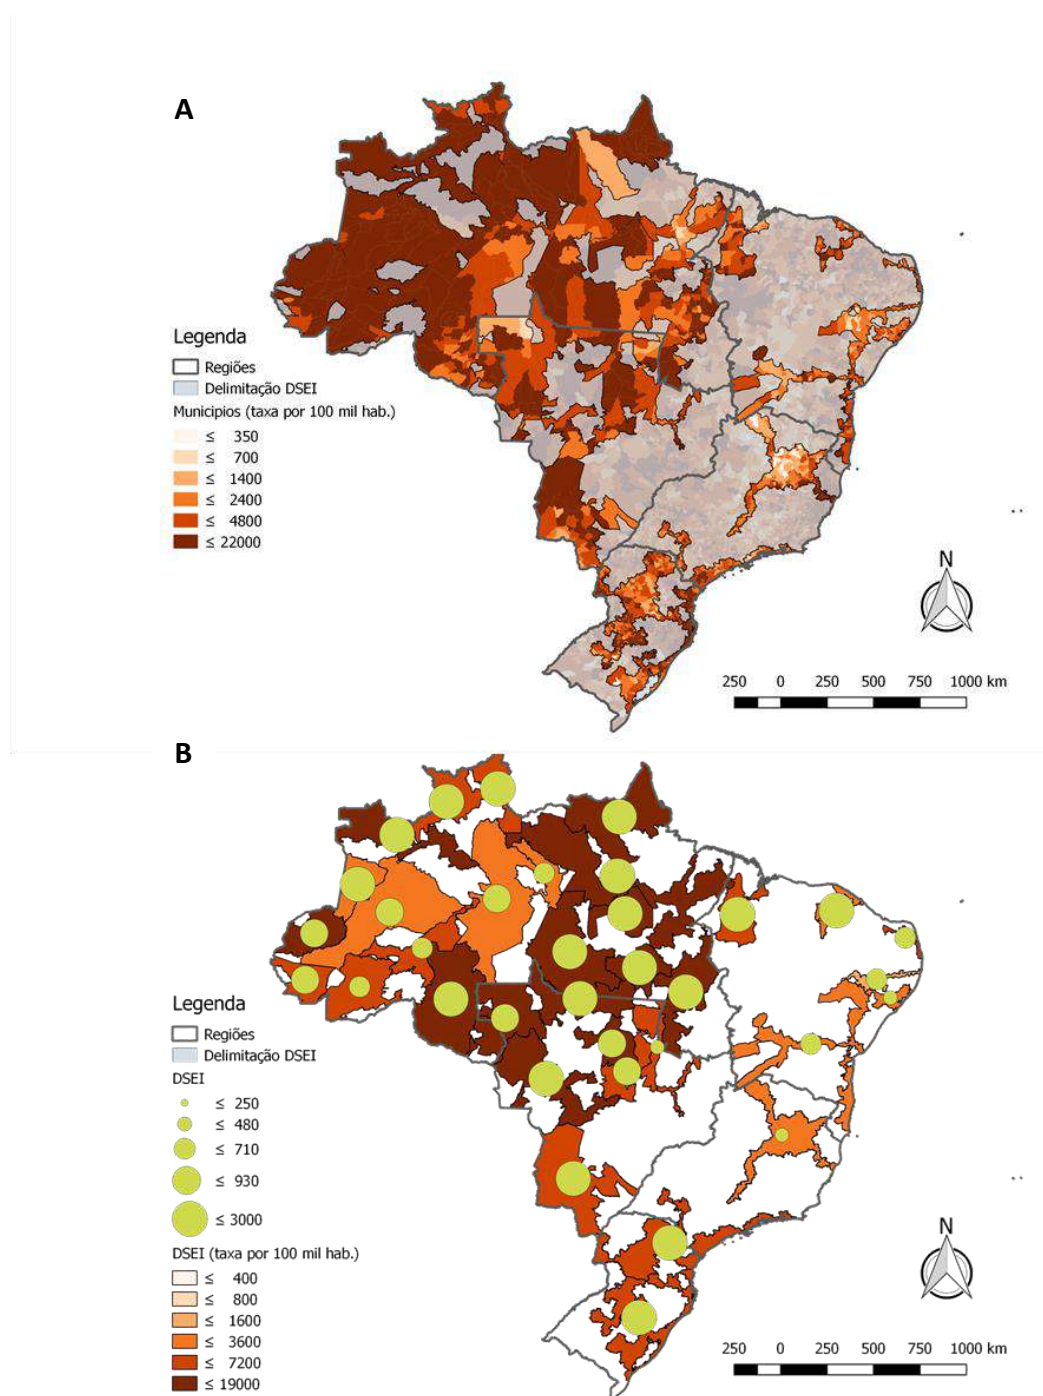 A
Legenda
Regiões
Delimitação DSEI
Municipios (taxa por 100 mil hab.)
≤ 350
≤ 700
≤ 1400
≤ 2400
≤ 4800
≤ 22000
N
250 0 250 500 750 1000 km
B
Legenda
Regiões
Delimitação DSEI
DSEI
≤ 250
≤ 480
≤ 710
≤ 930
≤ 3000
DSEI (taxa por 100 mil hab.)
≤ 400
≤ 800
≤ 1600
≤ 3600
≤ 7200
≤ 19000
N
250 0 250 500 750 1000 km